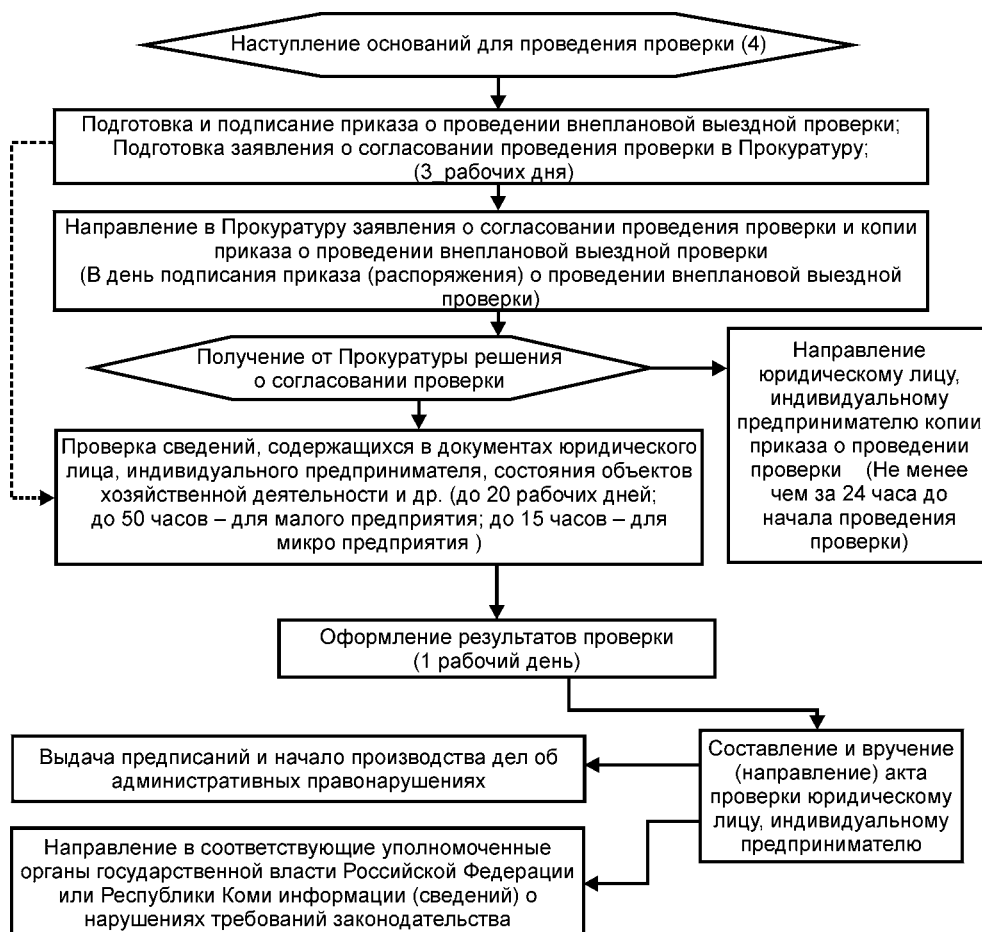 Наступление оснований для проведения проверки (4)
Подготовка и подписание приказа о проведении внеплановой выездной проверки;
Подготовка заявления о согласовании проведения проверки в Прокуратуру;
(3_рабочих дня)
Направление в Прокуратуру заявления о согласовании проведения проверки и копии
приказа о проведении внеплановой выездной проверки
(В день подписания приказа (распоряжения) о проведении внеплановой выездной
проверки)
Получение от Прокуратуры решения
о согласовании проверки
Направление
юридическому лицу,
индивидуальному
предпринимателю копии
приказа о проведении
проверки (Не менее
чем за 24 часа до
начала проведения
проверки)
Проверка сведений, содержащихся в документах юридического
лица, индивидуального предпринимателя, состояния объектов
хозяйственной деятельности и др. (до 20 рабочих дней;
до 50 часов – для малого предприятия; до 15 часов – для
микро предприятия )
Оформление результатов проверки
(1 рабочий день)
Составление и вручение
(направление) акта
проверки юридическому
лицу, индивидуальному
предпринимателю
Выдача предписаний и начало производства дел об
административных правонарушениях
Направление в соответствующие уполномоченные
органы государственной власти Российской Федерации
или Республики Коми информации (сведений) о
нарушениях требований законодательства